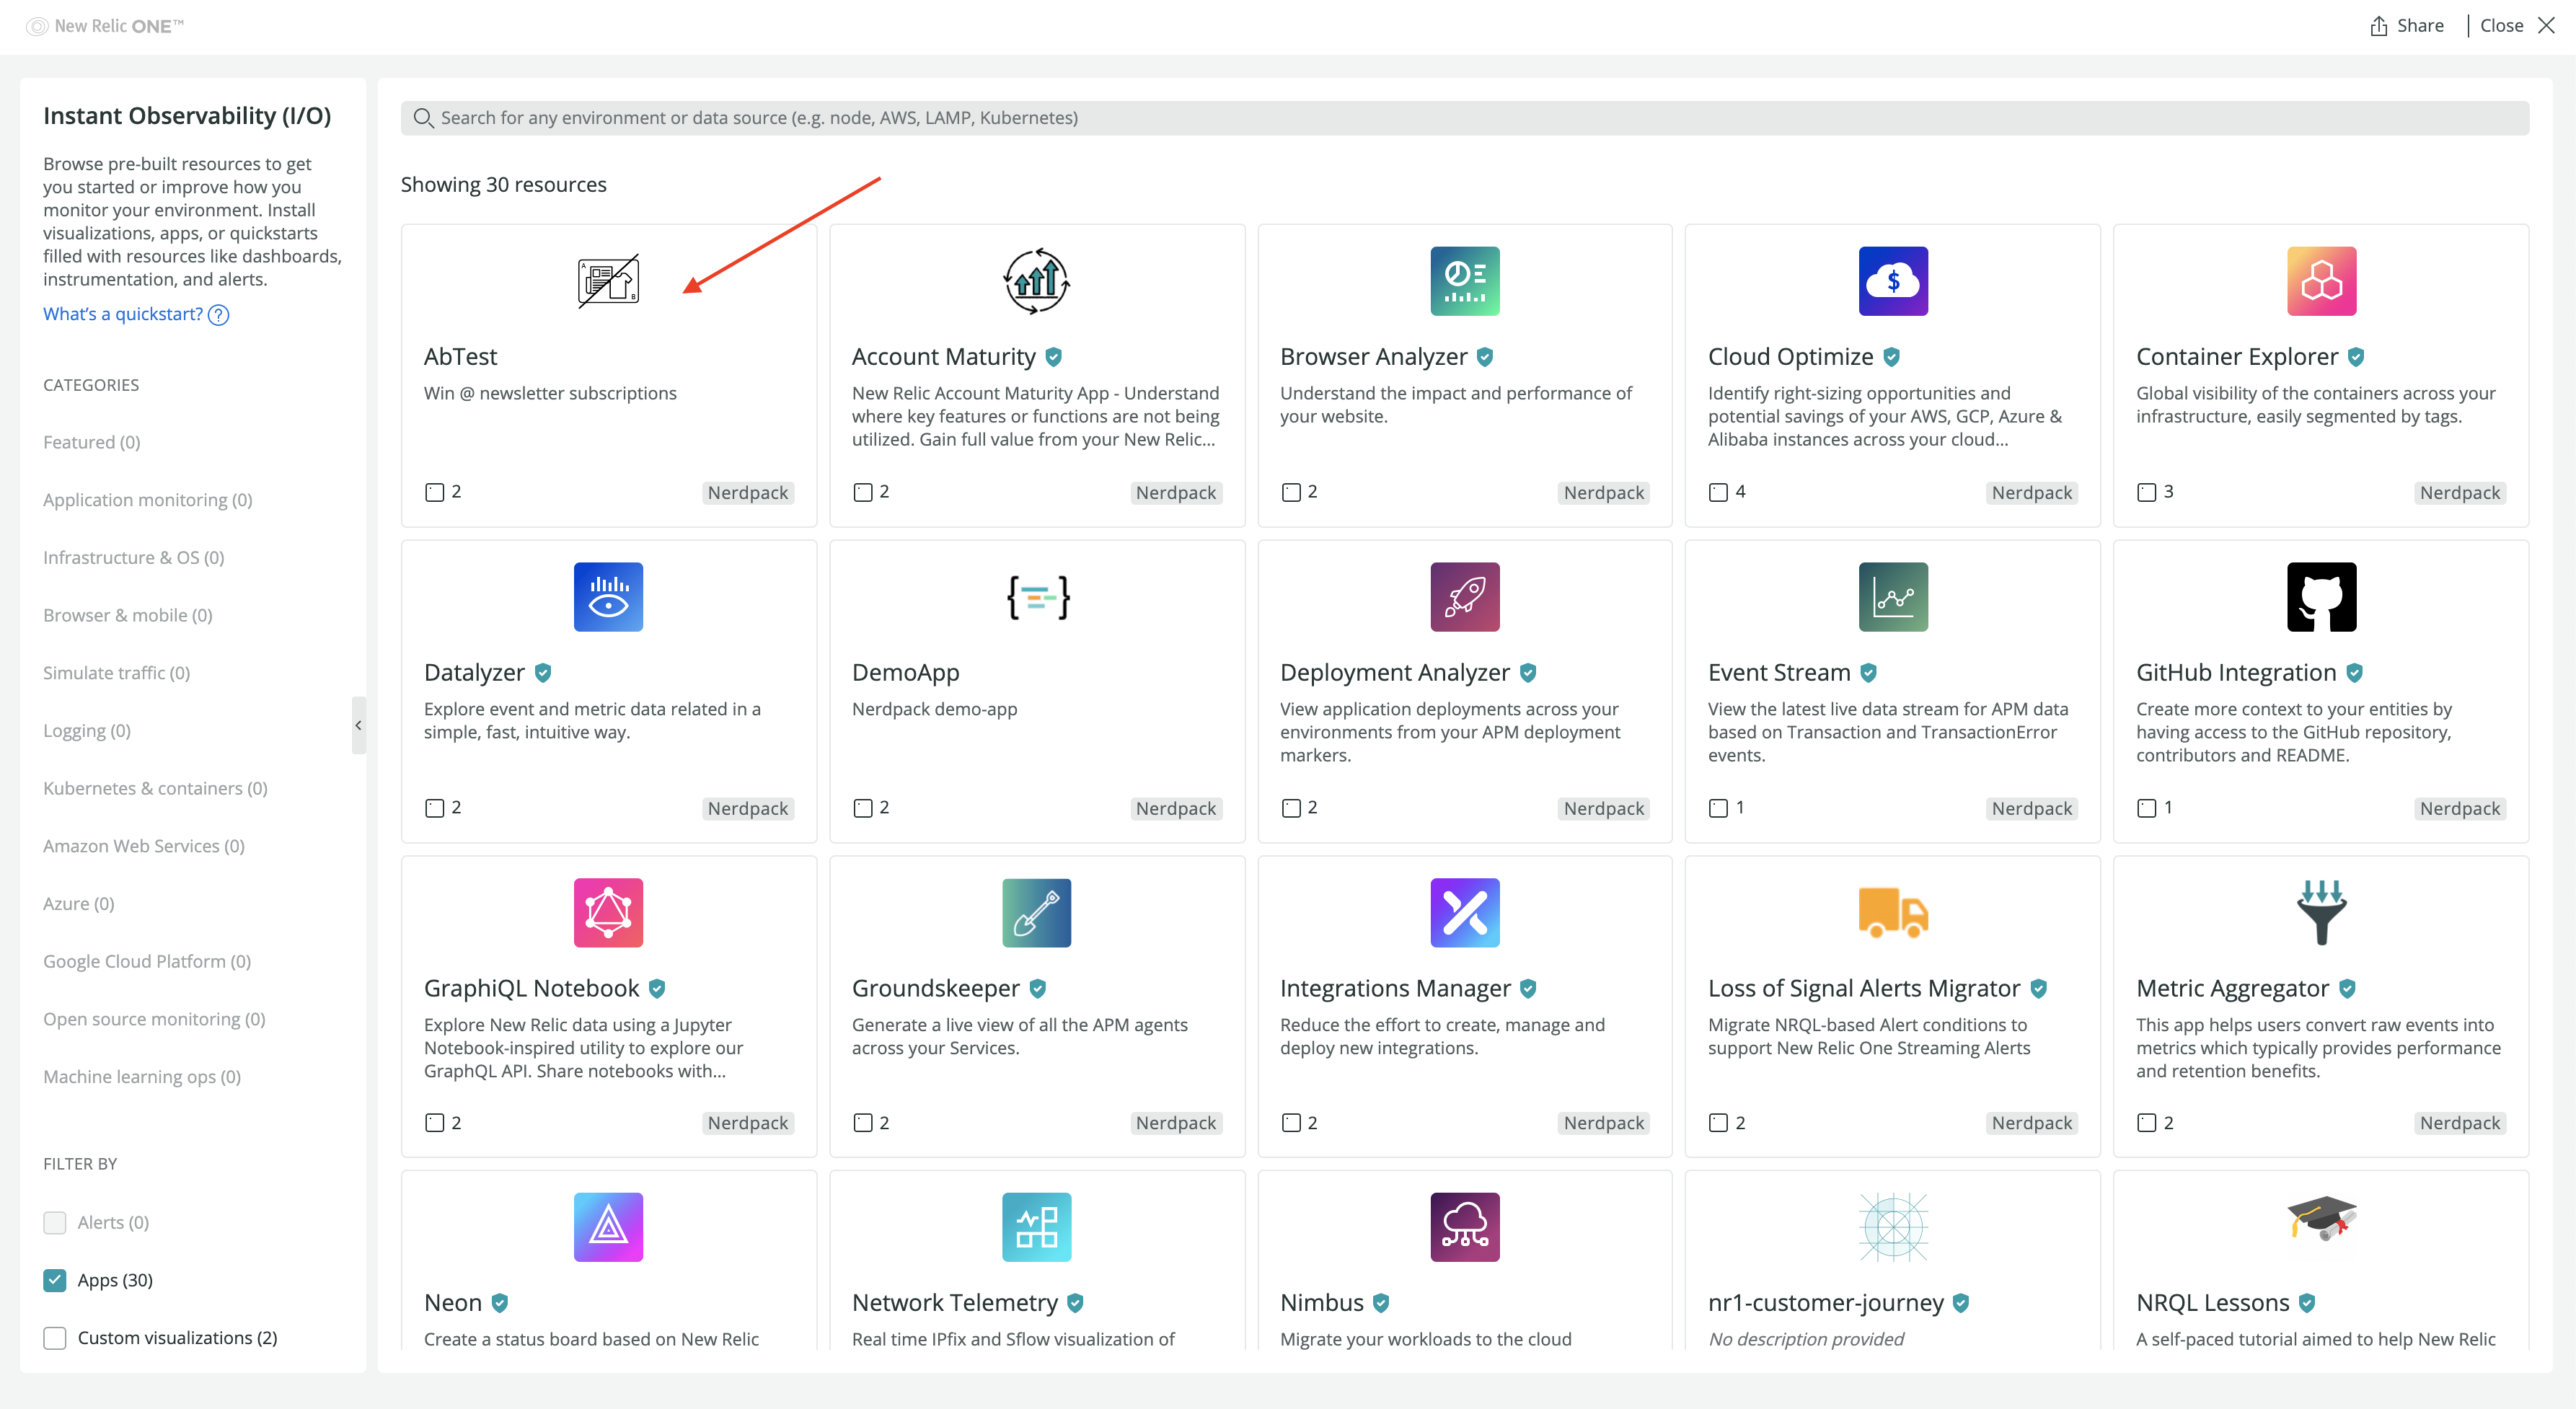 New Relic ONE™
Share
Close
Instant Observability (I/O)
Browse pre-built resources to get
you started or improve how you
monitor your environment. Install
visualizations, apps, or quickstarts
filled with resources like dashboards,
instrumentation, and alerts.
What's a quickstart? ?
CATEGORIES
Featured (0)
Application monitoring (0)
Infrastructure & OS (0)
Browser & mobile (0)
Simulate traffic (0)
Logging (0)
Kubernetes & containers (0)
Amazon Web Services (0)
Azure (0)
Google Cloud Platform (0)
Open source monitoring (0)
Machine learning ops (0)
FILTER BY
Alerts (0)
Apps (30)
Custom visualizations (2)
Search for any environment or data source (e.g. node, AWS, LAMP, Kubernetes)
Showing 30 resources
A
B
AbTest
Win @ newsletter subscriptions
2
Nerdpack
Account Maturity
New Relic Account Maturity App - Understand
where key features or functions are not being
utilized. Gain full value from your New Relic...
2
Nerdpack
Browser Analyzer
Understand the impact and performance of
your website.
2
Nerdpack
$
Cloud Optimize
Identify right-sizing opportunities and
potential savings of your AWS, GCP, Azure &
Alibaba instances across your cloud...
4
Nerdpack
Container Explorer
Global visibility of the containers across your
infrastructure, easily segmented by tags.
3
Nerdpack
Datalyzer
Explore event and metric data related in a
simple, fast, intuitive way.
2
Nerdpack
DemoApp
Nerdpack demo-app
2
Nerdpack
Deployment Analyzer
View application deployments across your
environments from your APM deployment
markers.
2
Nerdpack
Event Stream
View the latest live data stream for APM data
based on Transaction and TransactionError
events.
1
Nerdpack
GitHub Integration
Create more context to your entities by
having access to the GitHub repository,
contributors and README.
1
Nerdpack
GraphiQL Notebook
Explore New Relic data using a Jupyter
Notebook-inspired utility to explore our
GraphQL API. Share notebooks with...
2
Nerdpack
Groundskeeper
Generate a live view of all the APM agents
across your Services.
2
Nerdpack
Integrations Manager
Reduce the effort to create, manage and
deploy new integrations.
2
Nerdpack
Loss of Signal Alerts Migrator
Migrate NRQL-based Alert conditions to
support New Relic One Streaming Alerts
2
Nerdpack
Metric Aggregator
This app helps users convert raw events into
metrics which typically provides performance
and retention benefits.
2
Nerdpack
Neon
Create a status board based on New Relic
Network Telemetry
Real time IPfix and Sflow visualization of
Nimbus
Migrate your workloads to the cloud
nr1-customer-journey
No description provided
NRQL Lessons
A self-paced tutorial aimed to help New Relic